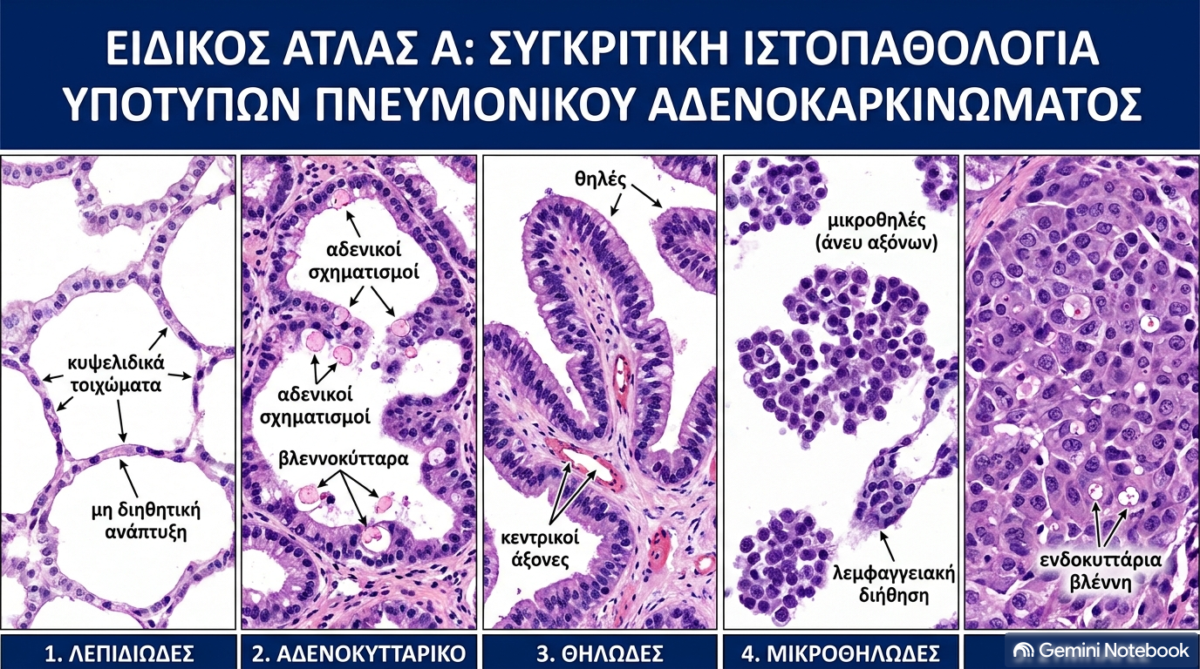 ΕΙΔΙΚΟΣ ΑΤΛΑΣ Α: ΣΥΓΚΡΙΤΙΚΗ ΙΣΤΟΠΑΘΟΛΟΓΙΑ
ΥΠΟΤΥΠΩΝ ΠΝΕΥΜΟΝΙΚΟΥ ΑΔΕΝΟΚΑΡΚΙΝΩΜΑΤΟΣ
κυψελιδικά
τοιχώματα
μη διηθητική
ανάπτυξη
1. ΛΕΠΙΔΙΩΔΕΣ
αδενικοί
σχηματισμοί
αδενικοί
σχηματισμοί
βλεννοκύτταρα
2. ΑΔΕΝΟΚΥΤΤΑΡΙΚΟ
θηλές
κεντρικοί
άξονες
3. ΘΗΛΩΔΕΣ
μικροθηλές
(άνευ αξόνων)
λεμφαγγειακή
διήθηση
4. ΜΙΚΡΟΘΗΛΩΔΕΣ
ενδοκυττάρια
βλέννη
Gemini Notebook